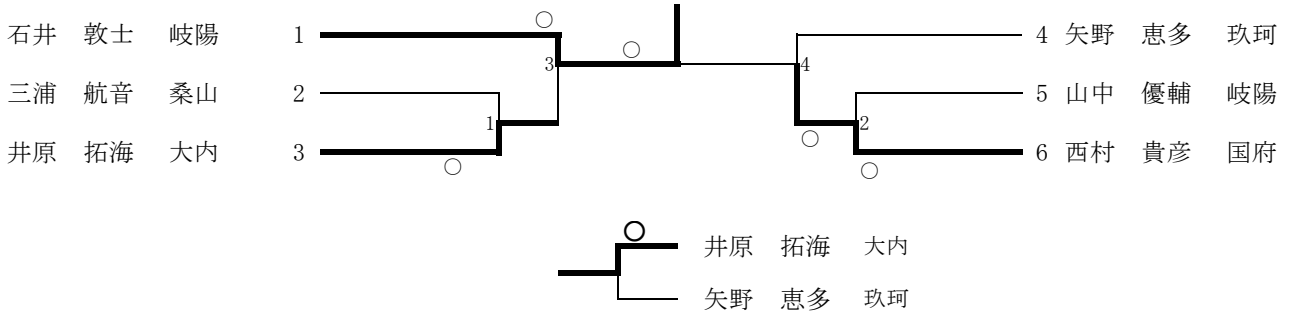 ○
石井 敦士 岐陽 1
4 矢野 恵多 玖珂
○
3
4
三浦 航音 桑山 2
5 山中 優輔 岐陽
1
2
井原 拓海 大内 3
6 西村 貴彦 国府
○
○
○
○
井原 拓海 大内
矢野 恵多 玖珂